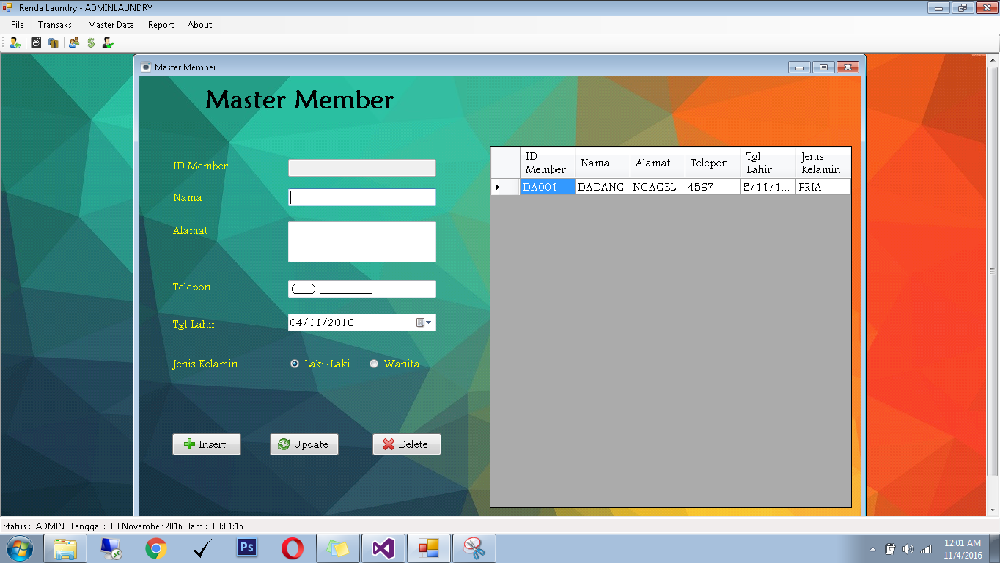 Renda Laundry - ADMINLAUNDRY
File Transaksi Master Data Report About
Master Member
Master Member
ID Member
Nama
Alamat
Telepon
(___) _________
Tgl Lahir
04/11/2016
Jenis Kelamin
Laki-Laki
Wanita
Insert
Update
Delete
ID Member Nama Alamat Telepon Tgl Lahir Jenis Kelamin
DA001 DADANG NGAGEL 4567 5/11/1... PRIA
Status : ADMIN Tanggal : 03 November 2016 Jam : 00:01:15
Ps
12:01 AM
11/4/2016